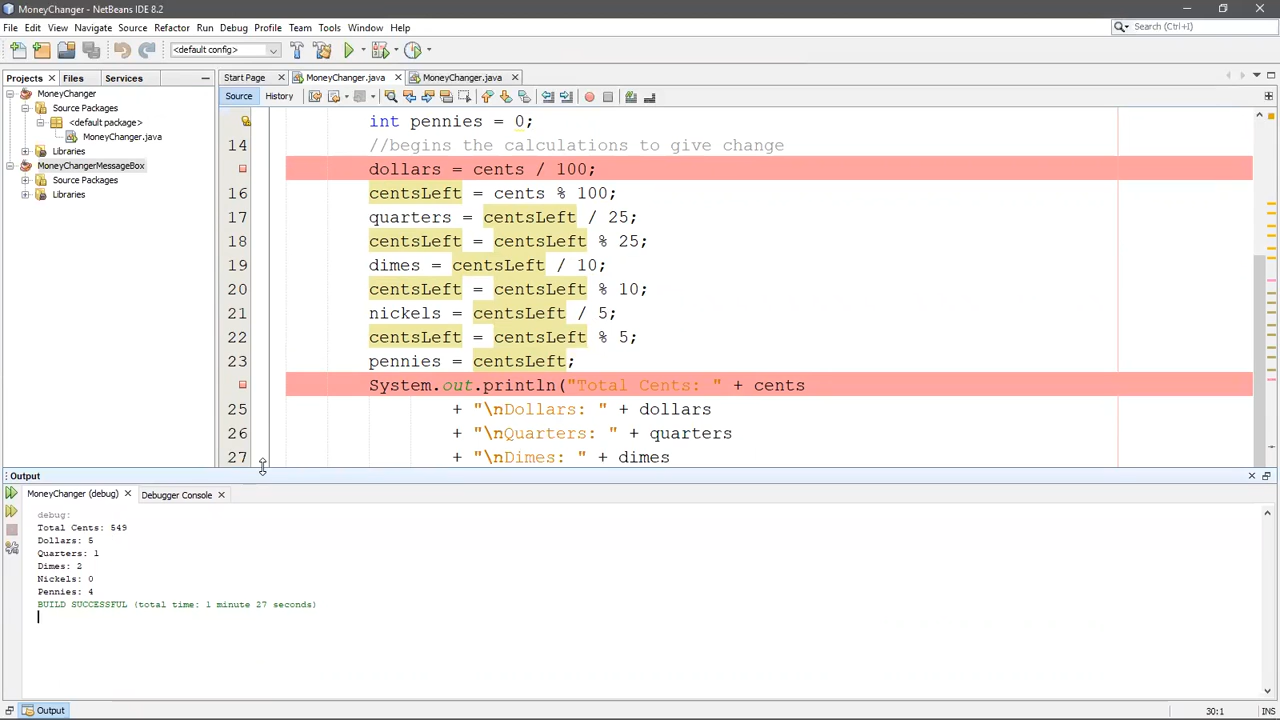 MoneyChanger - NetBeans IDE 8.2
File Edit View Navigate Source Refactor Run Debug Profile Team Tools Window Help
Search (Ctrl+I)
<default config>
Projects Files Services
Start Page MoneyChanger.java MoneyChanger.java
MoneyChanger
Source Packages
<default package>
MoneyChanger.java
Libraries
MoneyChangerMessageBox
Source Packages
Libraries
Source History
int pennies = 0;
14 //begins the calculations to give change
dollars = cents / 100;
16 centsLeft = cents % 100;
17 quarters = centsLeft / 25;
18 centsLeft = centsLeft % 25;
19 dimes = centsLeft / 10;
20 centsLeft = centsLeft % 10;
21 nickels = centsLeft / 5;
22 centsLeft = centsLeft % 5;
23 pennies = centsLeft;
System.out.println("Total Cents: " + cents
25 + "\nDollars: " + dollars
26 + "\nQuarters: " + quarters
27 + "\nDimes: " + dimes
Output
MoneyChanger (debug) Debugger Console
debug:
Total Cents: 549
Dollars: 5
Quarters: 1
Dimes: 2
Nickels: 0
Pennies: 4
BUILD SUCCESSFUL (total time: 1 minute 27 seconds)
Output
30:1 INS